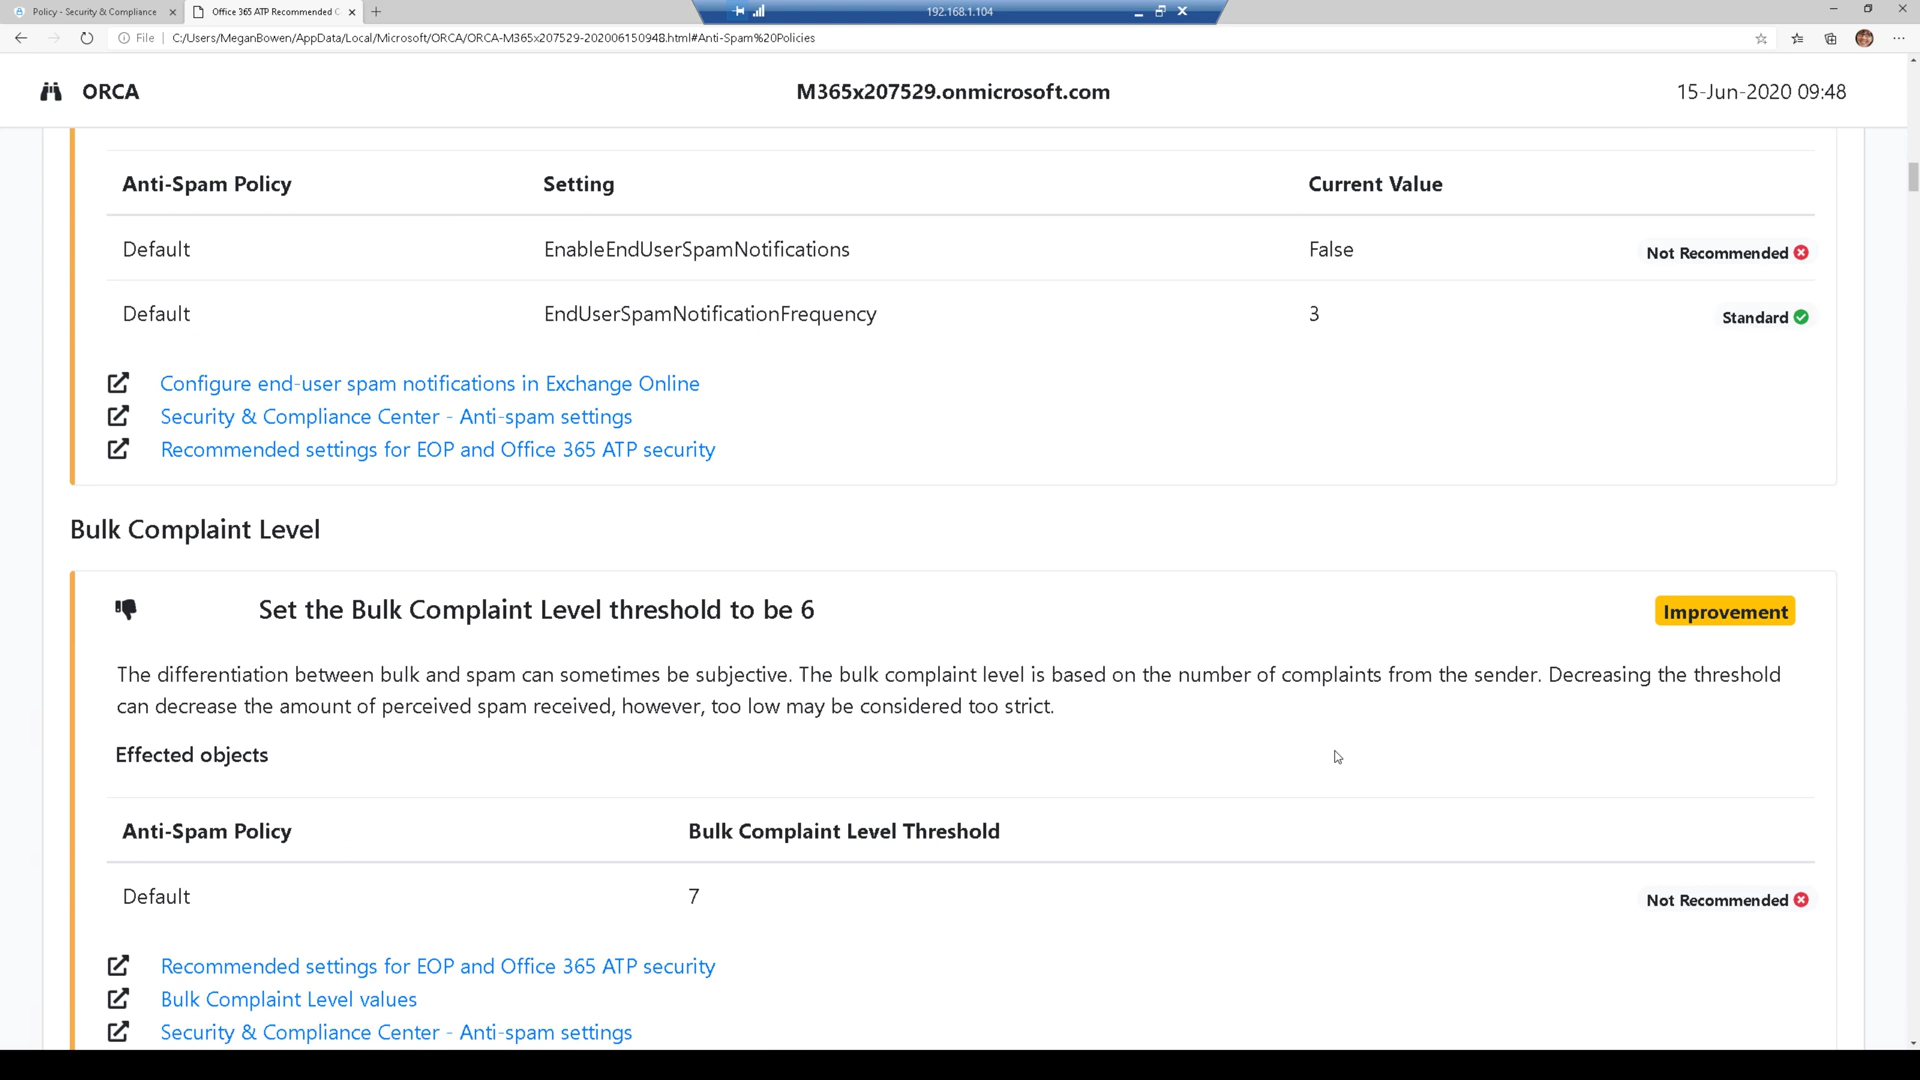 Policy - Security & Compliance
Office 365 ATP Recommended C
192.168.1.104
File
C:/Users/MeganBowen/AppData/Local/Microsoft/ORCA/ORCA-M365x207529-202006150948.html#Anti-Spam%20Policies
ORCA
M365x207529.onmicrosoft.com
15-Jun-2020 09:48
Anti-Spam Policy Setting Current Value
Default EnableEndUserSpamNotifications False Not Recommended
Default EndUserSpamNotificationFrequency 3 Standard
Configure end-user spam notifications in Exchange Online
Security & Compliance Center - Anti-spam settings
Recommended settings for EOP and Office 365 ATP security
Bulk Complaint Level
Set the Bulk Complaint Level threshold to be 6 Improvement
The differentiation between bulk and spam can sometimes be subjective. The bulk complaint level is based on the number of complaints from the sender. Decreasing the threshold
can decrease the amount of perceived spam received, however, too low may be considered too strict.
Effected objects
Anti-Spam Policy Bulk Complaint Level Threshold
Default 7 Not Recommended
Recommended settings for EOP and Office 365 ATP security
Bulk Complaint Level values
Security & Compliance Center - Anti-spam settings